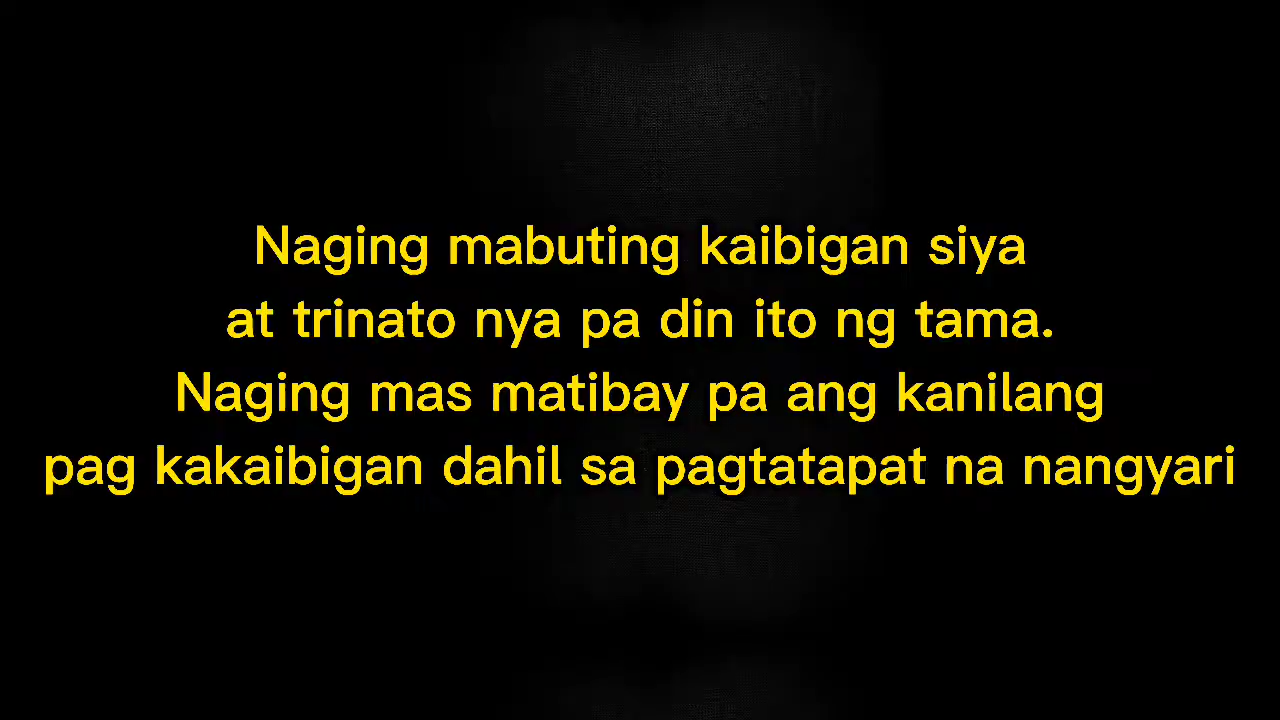 Naging mabuting kaibigan siya
at trinato nya pa din ito ng tama.
Naging mas matibay pa ang kanilang
pag kakaibigan dahil sa pagtatapat na nangyari